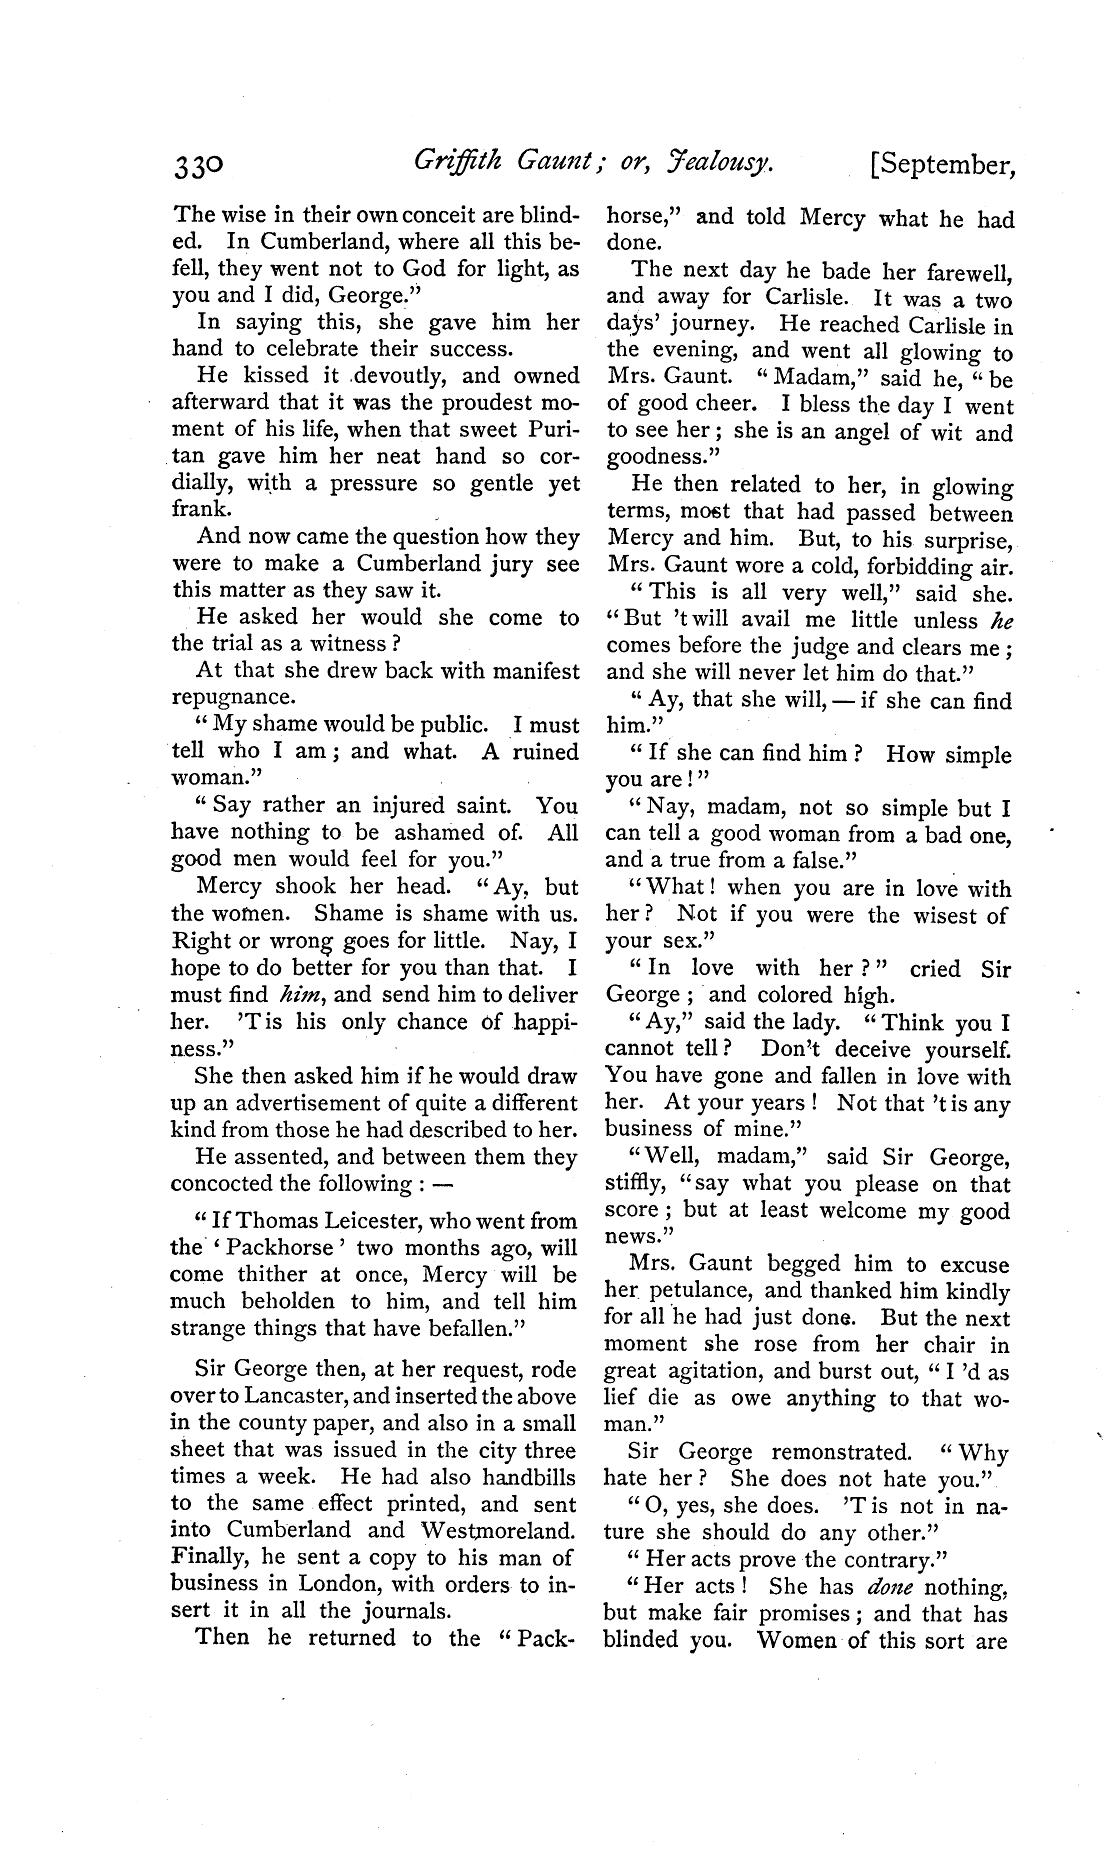 330 Griffith Gaunt; or, Jealousy. [September,
The wise in their own conceit are blind-
ed. In Cumberland, where all this be-
fell, they went not to God for light, as
you and I did, George.”
In saying this, she gave him her
hand to celebrate their success.
He kissed it devoutly, and owned
afterward that it was the proudest mo-
ment of his life, when that sweet Puri-
tan gave him her neat hand so cor-
dially, with a pressure so gentle yet
frank.
And now came the question how they
were to make a Cumberland jury see
this matter as they saw it.
He asked her would she come to
the trial as a witness?
At that she drew back with manifest
repugnance.
“My shame would be public. I must
tell who I am; and what. A ruined
woman.”
“Say rather an injured saint. You
have nothing to be ashamed of. All
good men would feel for you.”
Mercy shook her head. “Ay, but
the women. Shame is shame with us.
Right or wrong goes for little. Nay, I
hope to do better for you than that. I
must find him, and send him to deliver
her. ’T is his only chance of happi-
ness.”
She then asked him if he would draw
up an advertisement of quite a different
kind from those he had described to her.
He assented, and between them they
concocted the following: —
“If Thomas Leicester, who went from
the ‘Packhorse’ two months ago, will
come thither at once, Mercy will be
much beholden to him, and tell him
strange things that have befallen.”
Sir George then, at her request, rode
over to Lancaster, and inserted the above
in the county paper, and also in a small
sheet that was issued in the city three
times a week. He had also handbills
to the same effect printed, and sent
into Cumberland and Westmoreland.
Finally, he sent a copy to his man of
business in London, with orders to in-
sert it in all the journals.
Then he returned to the “Pack-
horse,” and told Mercy what he had
done.
The next day he bade her farewell,
and away for Carlisle. It was a two
days’ journey. He reached Carlisle in
the evening, and went all glowing to
Mrs. Gaunt. “Madam,” said he, “be
of good cheer. I bless the day I went
to see her; she is an angel of wit and
goodness.”
He then related to her, in glowing
terms, most that had passed between
Mercy and him. But, to his surprise,
Mrs. Gaunt wore a cold, forbidding air.
“This is all very well,” said she.
“But ’t will avail me little unless he
comes before the judge and clears me;
and she will never let him do that.”
“Ay, that she will, — if she can find
him.”
“If she can find him? How simple
you are!”
“Nay, madam, not so simple but I
can tell a good woman from a bad one,
and a true from a false.”
“What! when you are in love with
her? Not if you were the wisest of
your sex.”
“In love with her?” cried Sir
George; and colored high.
“Ay,” said the lady. “Think you I
cannot tell? Don’t deceive yourself.
You have gone and fallen in love with
her. At your years! Not that ’t is any
business of mine.”
“Well, madam,” said Sir George,
stiffly, “say what you please on that
score; but at least welcome my good
news.”
Mrs. Gaunt begged him to excuse
her petulance, and thanked him kindly
for all he had just done. But the next
moment she rose from her chair in
great agitation, and burst out, “I ’d as
lief die as owe anything to that wo-
man.”
Sir George remonstrated. “Why
hate her? She does not hate you.”
“O, yes, she does. ’T is not in na-
ture she should do any other.”
“Her acts prove the contrary.”
“Her acts! She has done nothing,
but make fair promises; and that has
blinded you. Women of this sort are